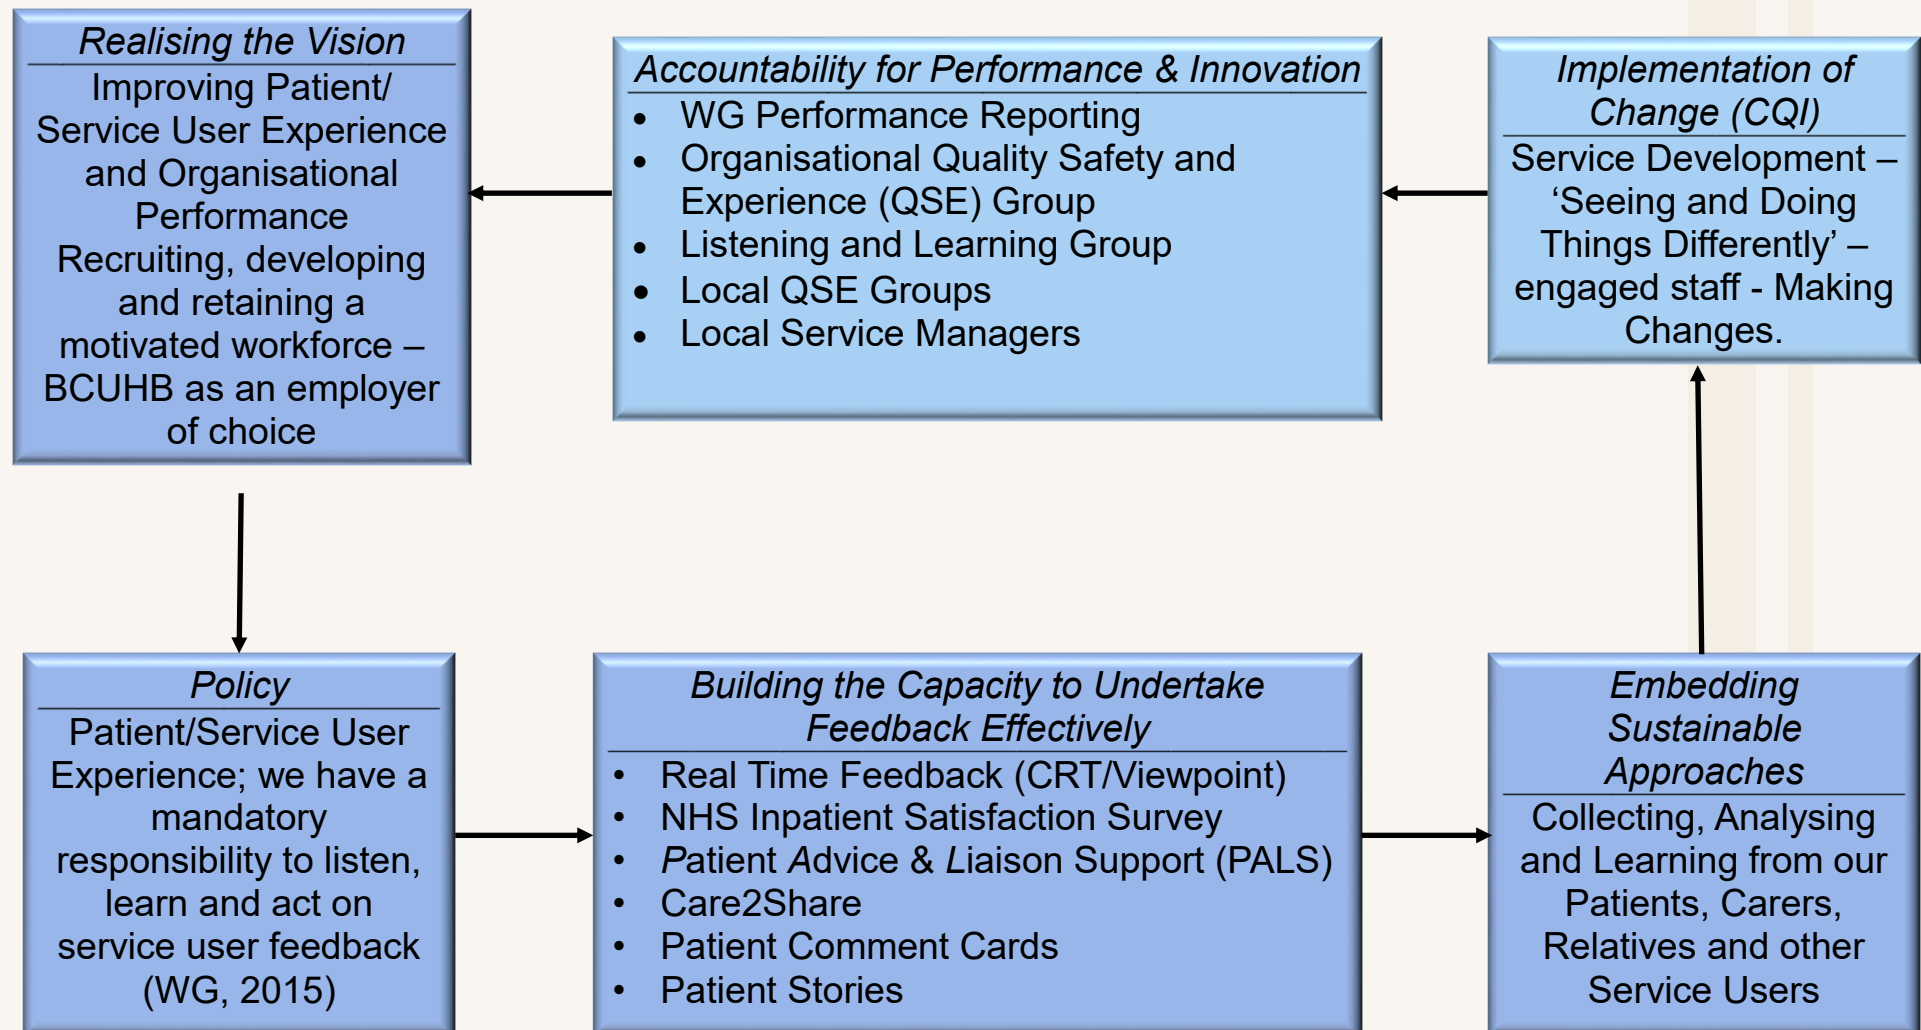 Realising the Vision
Improving Patient/
Service User Experience
and Organisational
Performance
Recruiting, developing
and retaining a
motivated workforce –
BCUHB as an employer
of choice
Accountability for Performance & Innovation
• WG Performance Reporting
• Organisational Quality Safety and
Experience (QSE) Group
• Listening and Learning Group
• Local QSE Groups
• Local Service Managers
Implementation of
Change (CQI)
Service Development –
‘Seeing and Doing
Things Differently’ –
engaged staff - Making
Changes.
Policy
Patient/Service User
Experience; we have a
mandatory
responsibility to listen,
learn and act on
service user feedback
(WG, 2015)
Building the Capacity to Undertake
Feedback Effectively
• Real Time Feedback (CRT/Viewpoint)
• NHS Inpatient Satisfaction Survey
• Patient Advice & Liaison Support (PALS)
• Care2Share
• Patient Comment Cards
• Patient Stories
Embedding
Sustainable
Approaches
Collecting, Analysing
and Learning from our
Patients, Carers,
Relatives and other
Service Users